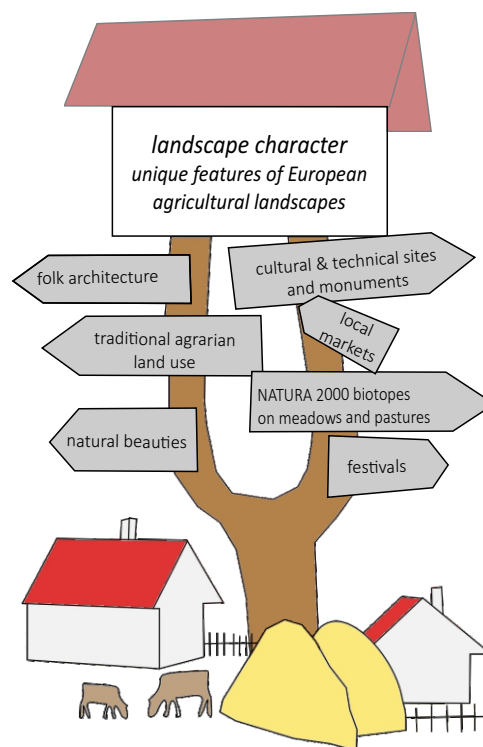 landscape character
unique features of European
agricultural landscapes
folk architecture
cultural & technical sites
and monuments
local
markets
traditional agrarian
land use
NATURA 2000 biotopes
on meadows and pastures
natural beauties
festivals